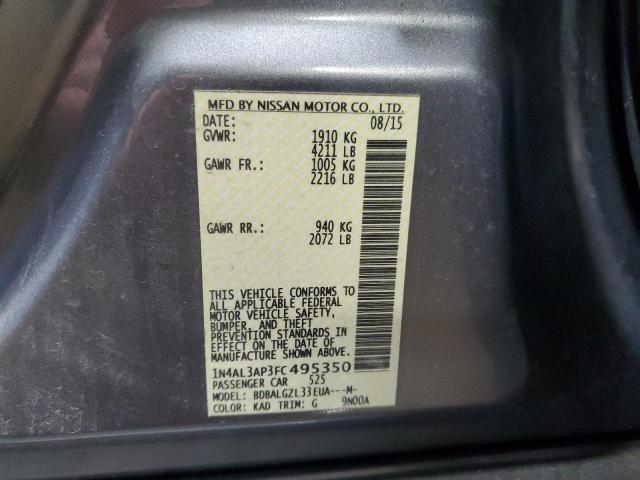 MFD BY NISSAN MOTOR CO., LTD.
DATE: 08/15
GVWR: 1910 KG
4211 LB
GAWR FR.: 1005 KG
2216 LB
GAWR RR.: 940 KG
2072 LB
THIS VEHICLE CONFORMS TO
ALL APPLICABLE FEDERAL
MOTOR VEHICLE SAFETY,
BUMPER, AND THEFT
PREVENTION STANDARDS IN
EFFECT ON THE DATE OF
MANUFACTURE SHOWN ABOVE.
1N4AL3AP3FC495350
PASSENGER CAR 525
MODEL: BDBALGZL33EUA---M-
COLOR: KAD TRIM: G 9N00A